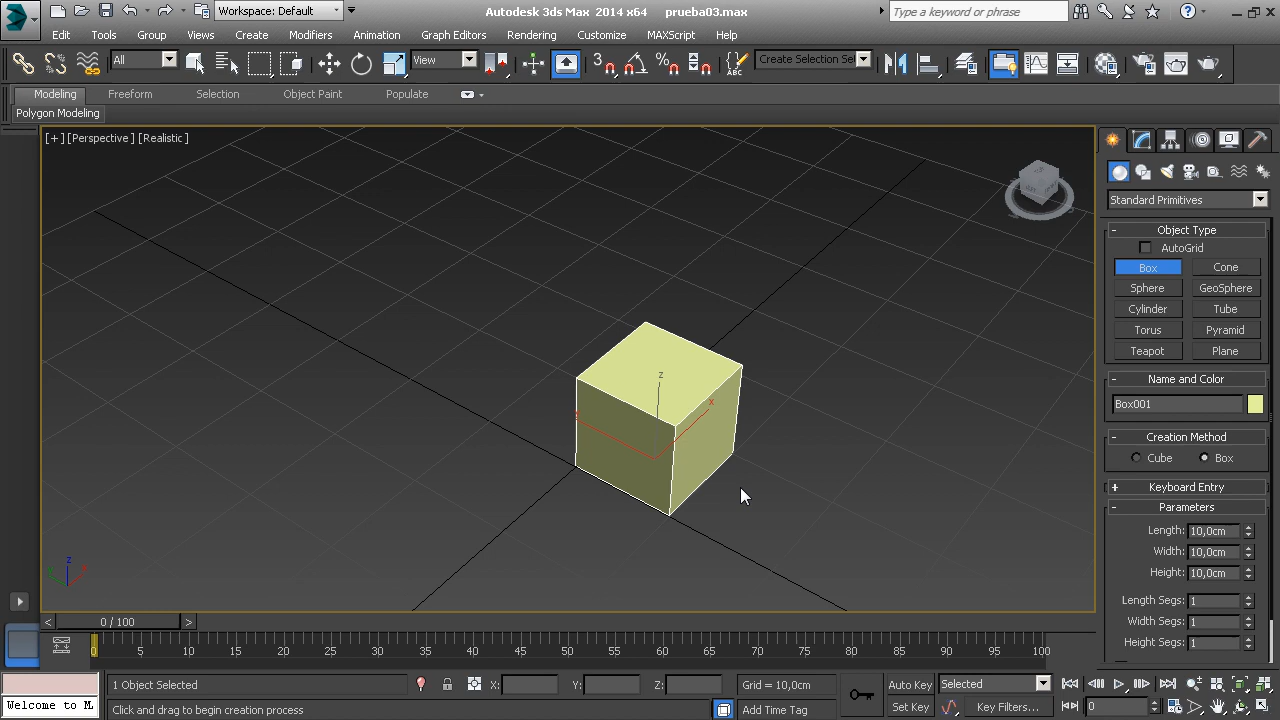 Workspace: Default
Autodesk 3ds Max 2014 x64 prueba03.max
Type a keyword or phrase
Edit Tools Group Views Create Modifiers Animation Graph Editors Rendering Customize MAXScript Help
All
View
3
%
ABC
Create Selection Se
Modeling Freeform Selection Object Paint Populate
Polygon Modeling
[+] [Perspective] [Realistic]
Standard Primitives
Object Type
AutoGrid
Box Cone
Sphere GeoSphere
Cylinder Tube
Torus Pyramid
Teapot Plane
Name and Color
Box001
Creation Method
Cube Box
Keyboard Entry
Parameters
Length: 10,0cm
Width: 10,0cm
Height: 10,0cm
Length Segs: 1
Width Segs: 1
Height Segs: 1
z
x
z
< 0 / 100 >
0 5 10 15 20 25 30 35 40 45 50 55 60 65 70 75 80 85 90 95 100
1 Object Selected X: Y: Z: Grid = 10,0cm Auto Key Selected
Welcome to M. Click and drag to begin creation process Add Time Tag Set Key Key Filters... 0